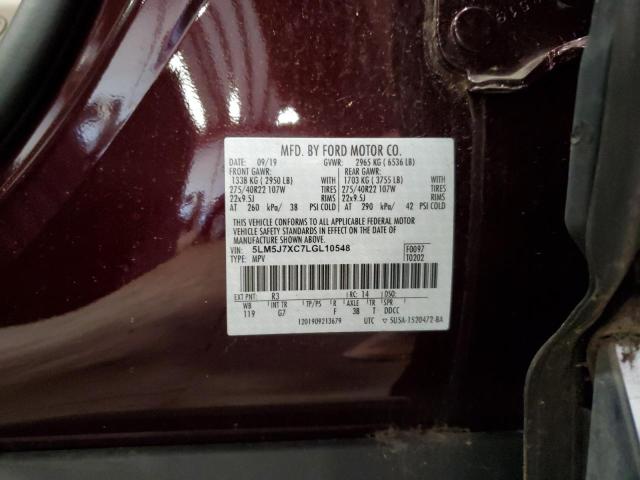 MFD. BY FORD MOTOR CO.
DATE: 09/19 GVWR: 2965 KG (6536 LB)
FRONT GAWR: REAR GAWR:
1338 KG (2950 LB) 1703 KG (3755 LB)
275/40R22 107W TIRES 275/40R22 107W TIRES
22x9.5J RIMS 22x9.5J RIMS
AT 260 kPa/ 38 PSI COLD AT 290 kPa/ 42 PSI COLD
THIS VEHICLE CONFORMS TO ALL APPLICABLE FEDERAL MOTOR
VEHICLE SAFETY STANDARDS IN EFFECT ON THE DATE OF
MANUFACTURE SHOWN ABOVE.
VIN: 5LM5J7XC7LGL10548 F0097
TYPE: MPV T0202
EXT PNT: R3 RC: 14 DSO:
WB INT TR TP/PS R AXLE TR SPR
119 G7 F 3B T DDCC
1201909213679 UTC ▽ 5U5A-1520472-BA